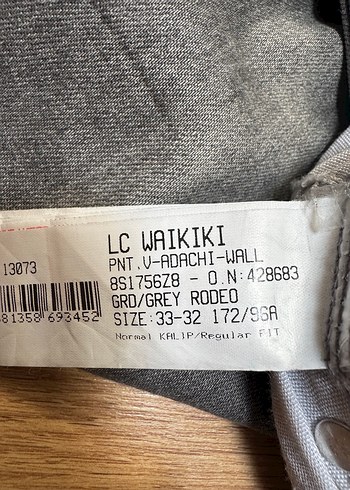 LC WAIKIKI
PNT.V-ADACHI-WALL
8S1756Z8 - O.N:428683
GRD/GREY RODEO
SIZE:33-32 172/96A
Normal KALIP/Regular FIT
13073
81358 693452